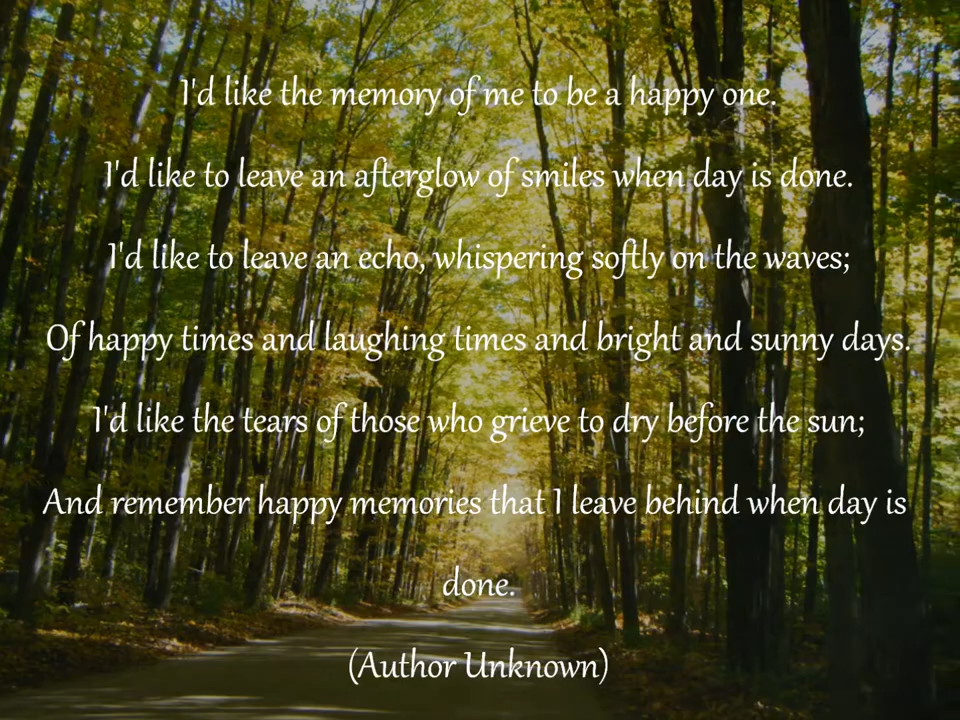 I'd like the memory of me to be a happy one.
I'd like to leave an afterglow of smiles when day is done.
I'd like to leave an echo, whispering softly on the waves;
Of happy times and laughing times and bright and sunny days.
I'd like the tears of those who grieve to dry before the sun;
And remember happy memories that I leave behind when day is
done.
(Author Unknown)